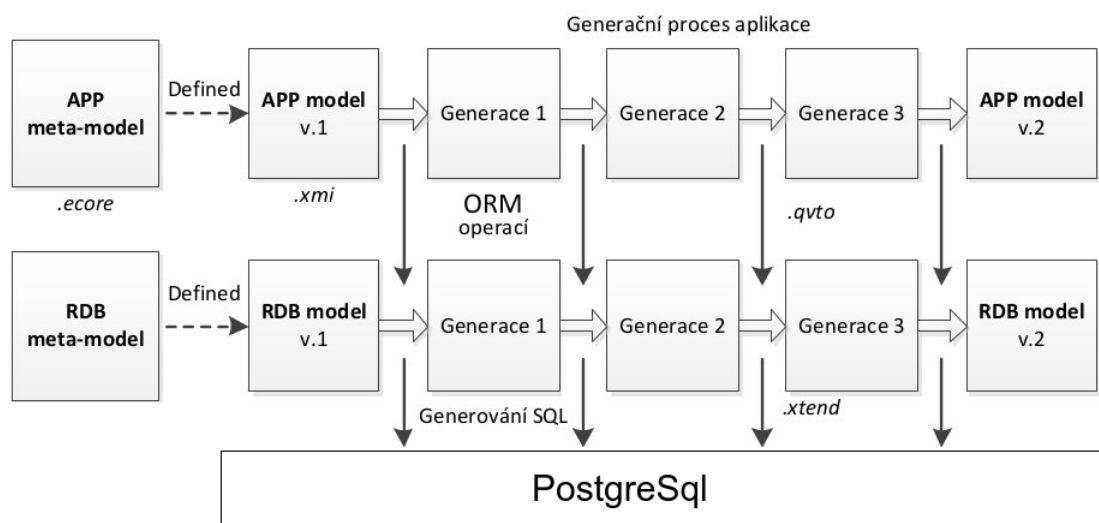 Generační proces aplikace
APP
meta-model
Defined
APP model
v.1
Generace 1
Generace 2
Generace 3
APP model
v.2
.ecore
.xmi
ORM
operací
.qvto
RDB
meta-model
Defined
RDB model
v.1
Generace 1
Generace 2
Generace 3
RDB model
v.2
Generování SQL
.xtend
PostgreSql